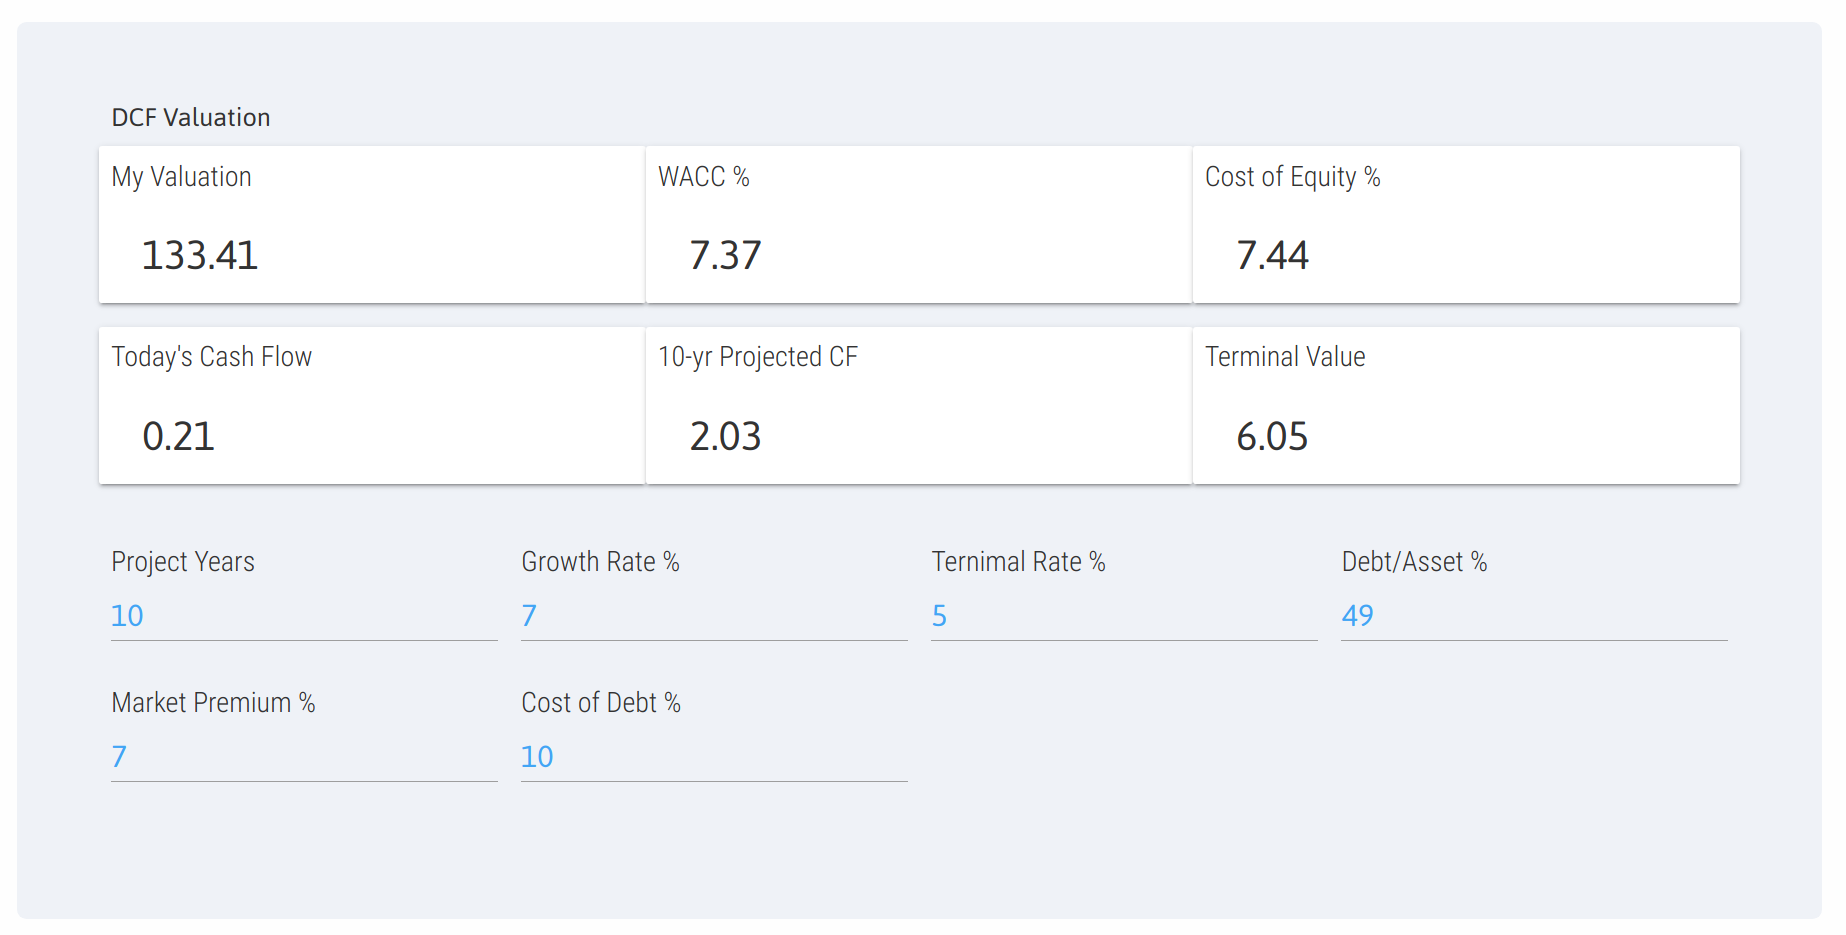 DCF Valuation
My Valuation WACC % Cost of Equity %
133.41 7.37 7.44
Today's Cash Flow 10-yr Projected CF Terminal Value
0.21 2.03 6.05
Project Years Growth Rate % Ternimal Rate % Debt/Asset %
10 7 5 49
Market Premium % Cost of Debt %
7 10